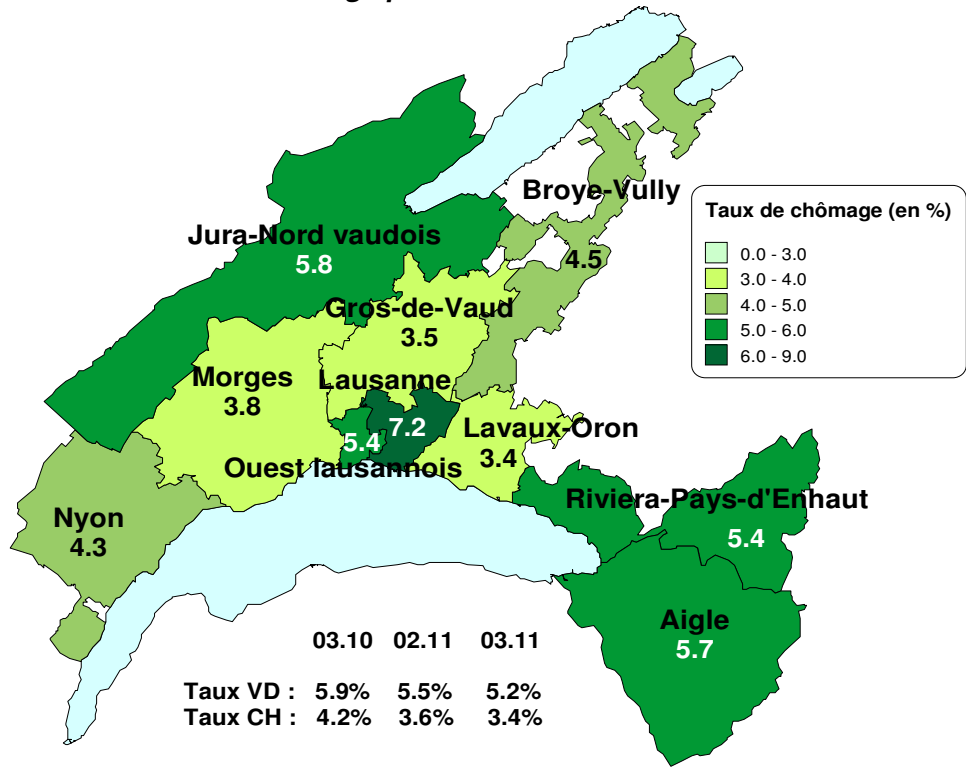 Broye-Vully
4.5
Taux de chômage (en %)
0.0 - 3.0
3.0 - 4.0
4.0 - 5.0
5.0 - 6.0
6.0 - 9.0
Jura-Nord vaudois
5.8
Gros-de-Vaud
3.5
Morges
3.8
Lausanne
7.2
5.4
Ouest lausannois
Lavaux-Oron
3.4
Riviera-Pays-d'Enhaut
5.4
Nyon
4.3
Aigle
5.7
03.10 02.11 03.11
Taux VD : 5.9% 5.5% 5.2%
Taux CH : 4.2% 3.6% 3.4%